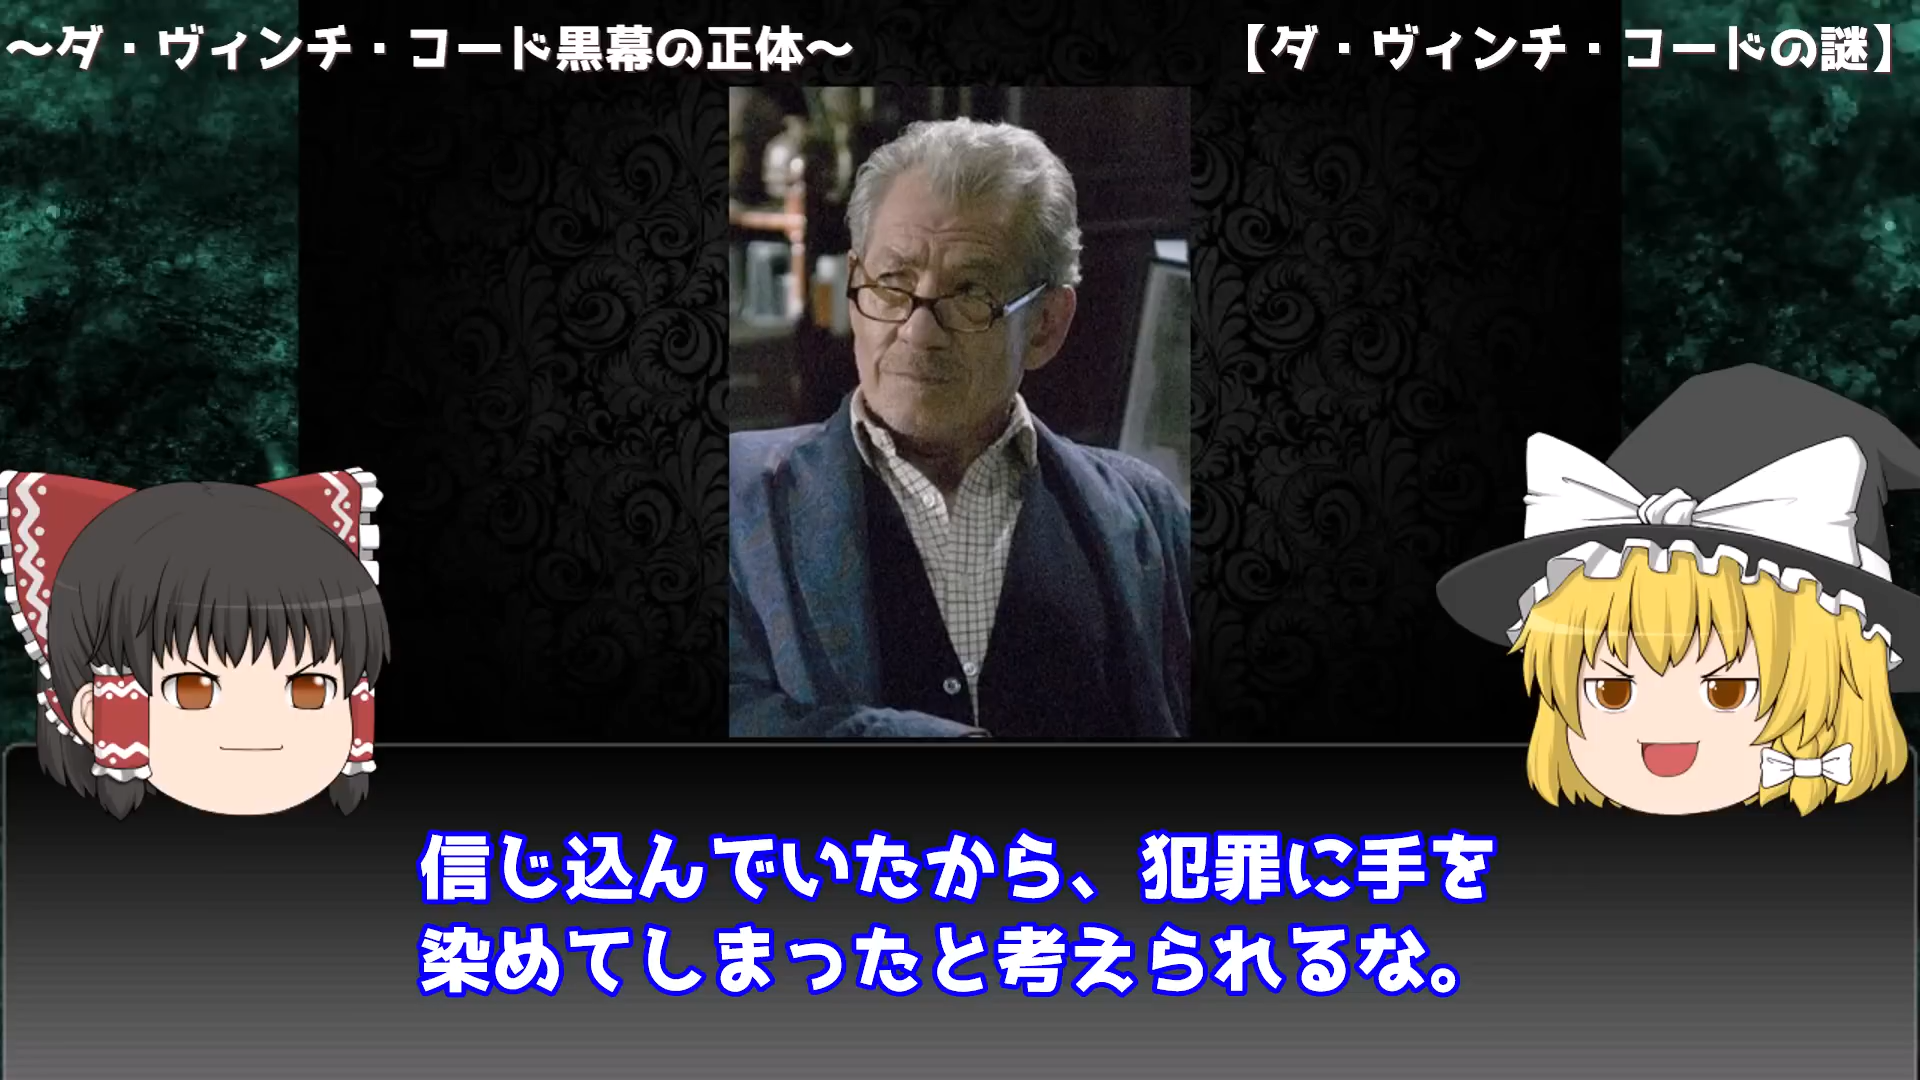 ～ダ・ヴィンチ・コード黒幕の正体～
【ダ・ヴィンチ・コードの謎】
信じ込んでいたから、犯罪に手を
染めてしまったと考えられるな。